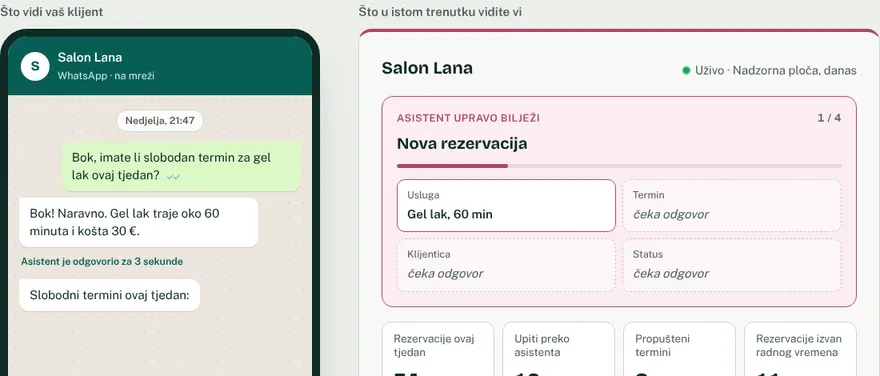 Što vidi vaš klijent
S
Salon Lana
WhatsApp · na mreži
Nedjelja, 21:47
Bok, imate li slobodan termin za gel
lak ovaj tjedan?
Bok! Naravno. Gel lak traje oko 60
minuta i košta 30 €.
Asistent je odgovorio za 3 sekunde
Slobodni termini ovaj tjedan:
Što u istom trenutku vidite vi
Salon Lana
Uživo · Nadzorna ploča, danas
ASISTENT UPRAVO BILJEŽI
1 / 4
Nova rezervacija
Usluga
Gel lak, 60 min
Termin
čeka odgovor
Klijentica
čeka odgovor
Status
čeka odgovor
Rezervacije ovaj
tjedan
Upiti preko
asistenta
Propušteni
termini
Rezervacije izvan
radnog vremena